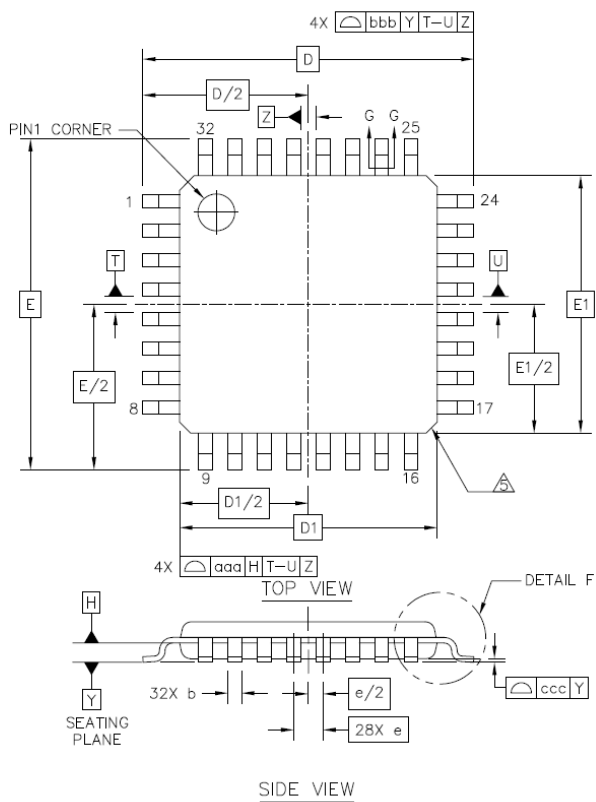 4X ⌓ bbb Y T-U Z
D
D/2
Z
G G
PIN1 CORNER
32
25
1
24
T
U
E
E1
E/2
E1/2
8
17
9
16
5
D1/2
D1
4X ⌓ aaa H T-U Z
TOP VIEW
DETAIL F
H
Y
SEATING
PLANE
32X b
e/2
28X e
⌓ ccc Y
SIDE VIEW